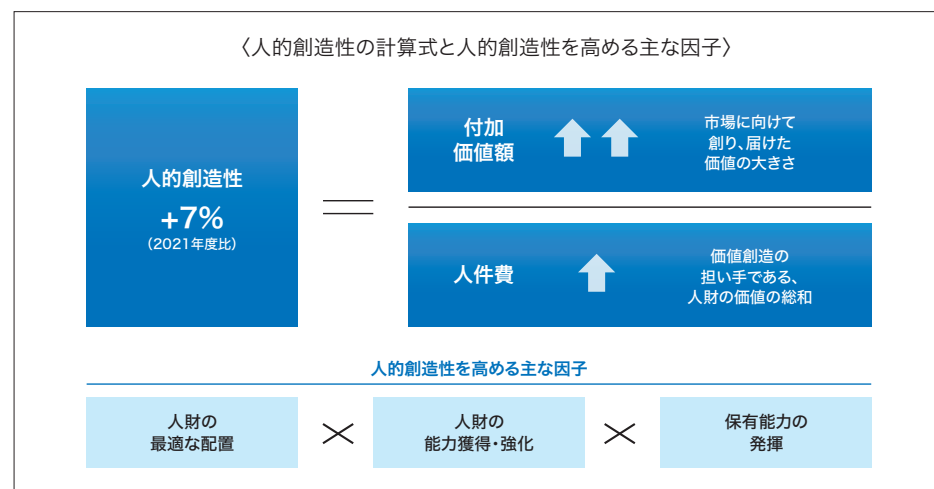 〈人的創造性の計算式と人的創造性を高める主な因子〉
人的創造性
+7%
(2021年度比)
付加
価値額
市場に向けて
創り、届けた
価値の大きさ
人件費
価値創造の
担い手である、
人財の価値の総和
人的創造性を高める主な因子
人財の
最適な配置
人財の
能力獲得・強化
保有能力の
発揮